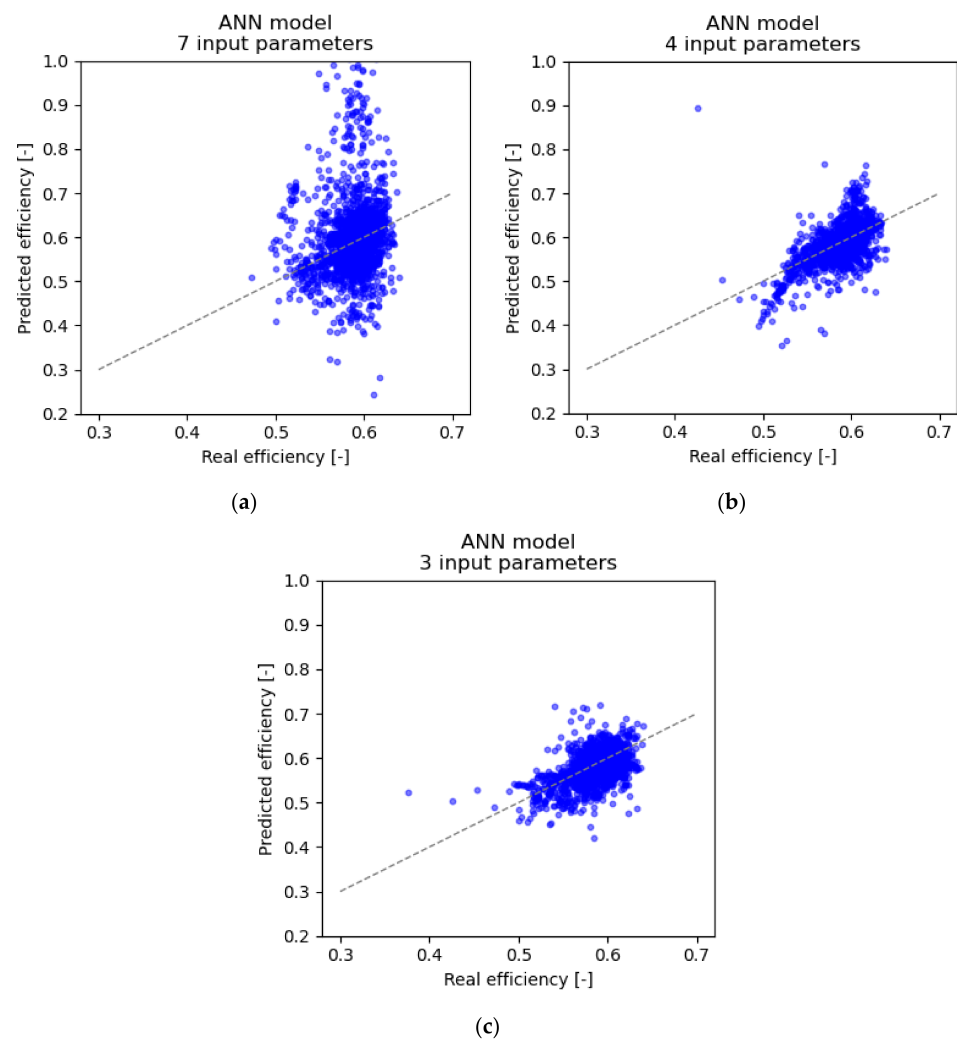 ANN model
7 input parameters
1.0
0.9
0.8
0.7
0.6
0.5
0.4
0.3
0.2
Predicted efficiency [-]
0.3 0.4 0.5 0.6 0.7
Real efficiency [-]
(a)
ANN model
4 input parameters
1.0
0.9
0.8
0.7
0.6
0.5
0.4
0.3
0.2
Predicted efficiency [-]
0.3 0.4 0.5 0.6 0.7
Real efficiency [-]
(b)
ANN model
3 input parameters
1.0
0.9
0.8
0.7
0.6
0.5
0.4
0.3
0.2
Predicted efficiency [-]
0.3 0.4 0.5 0.6 0.7
Real efficiency [-]
(c)